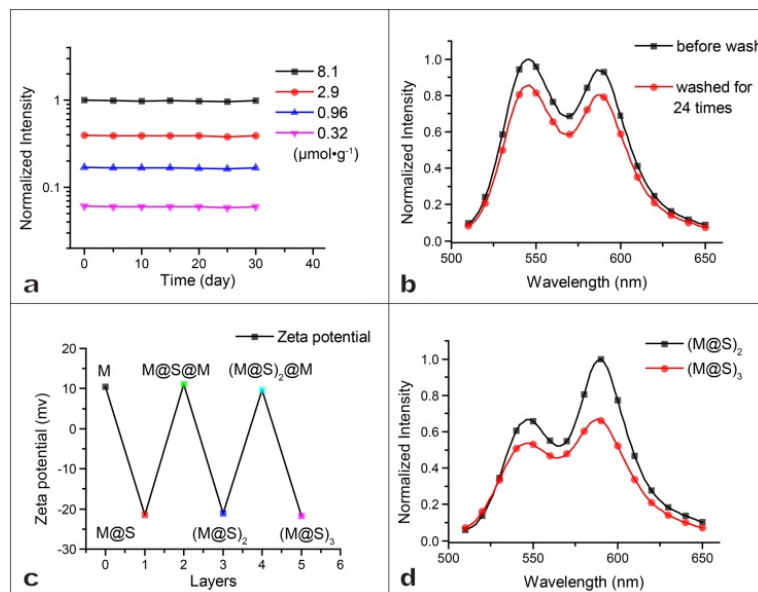 8.1
2.9
0.96
0.32
(μmol•g⁻¹)
1
0.1
Normalized Intensity
0 10 20 30 40
Time (day)
a
before wash
washed for
24 times
1.0
0.8
0.6
0.4
0.2
0.0
Normalized Intensity
500 550 600 650
Wavelength (nm)
b
Zeta potential
20
10
0
-10
-20
-30
Zeta potential (mv)
M M@S@M (M@S)₂@M
M@S (M@S)₂ (M@S)₃
0 1 2 3 4 5 6
Layers
c
(M@S)₂
(M@S)₃
1.0
0.8
0.6
0.4
0.2
0.0
Normalized Intensity
500 550 600 650
Wavelength (nm)
d